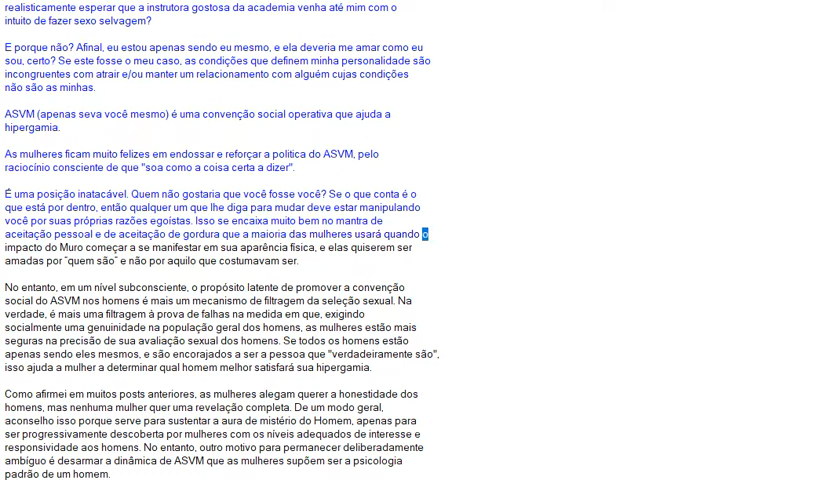 realisticamente esperar que a instrutora gostosa da academia venha até mim com o
intuito de fazer sexo selvagem?
E porque não? Afinal, eu estou apenas sendo eu mesmo, e ela deveria me amar como eu
sou, certo? Se este fosse o meu caso, as condições que definem minha personalidade são
incongruentes com atrair e/ou manter um relacionamento com alguém cujas condições
não são as minhas.
ASVM (apenas seva você mesmo) é uma convenção social operativa que ajuda a
hipergamia.
As mulheres ficam muito felizes em endossar e reforçar a politica do ASVM, pelo
raciocínio consciente de que "soa como a coisa certa a dizer".
É uma posição inatacável. Quem não gostaria que você fosse você? Se o que conta é o
que está por dentro, então qualquer um que lhe diga para mudar deve estar manipulando
você por suas próprias razões egoístas. Isso se encaixa muito bem no mantra de
aceitação pessoal e de aceitação de gordura que a maioria das mulheres usará quando o
impacto do Muro começar a se manifestar em sua aparência física, e elas quiserem ser
amadas por “quem são” e não por aquilo que costumavam ser.
No entanto, em um nível subconsciente, o propósito latente de promover a convenção
social do ASVM nos homens é mais um mecanismo de filtragem da seleção sexual. Na
verdade, é mais uma filtragem à prova de falhas na medida em que, exigindo
socialmente uma genuinidade na população geral dos homens, as mulheres estão mais
seguras na precisão de sua avaliação sexual dos homens. Se todos os homens estão
apenas sendo eles mesmos, e são encorajados a ser a pessoa que "verdadeiramente são",
isso ajuda a mulher a determinar qual homem melhor satisfará sua hipergamia.
Como afirmei em muitos posts anteriores, as mulheres alegam querer a honestidade dos
homens, mas nenhuma mulher quer uma revelação completa. De um modo geral,
aconselho isso porque serve para sustentar a aura de mistério do Homem, apenas para
ser progressivamente descoberta por mulheres com os níveis adequados de interesse e
responsividade aos homens. No entanto, outro motivo para permanecer deliberadamente
ambíguo é desarmar a dinâmica de ASVM que as mulheres supõem ser a psicologia
padrão de um homem.